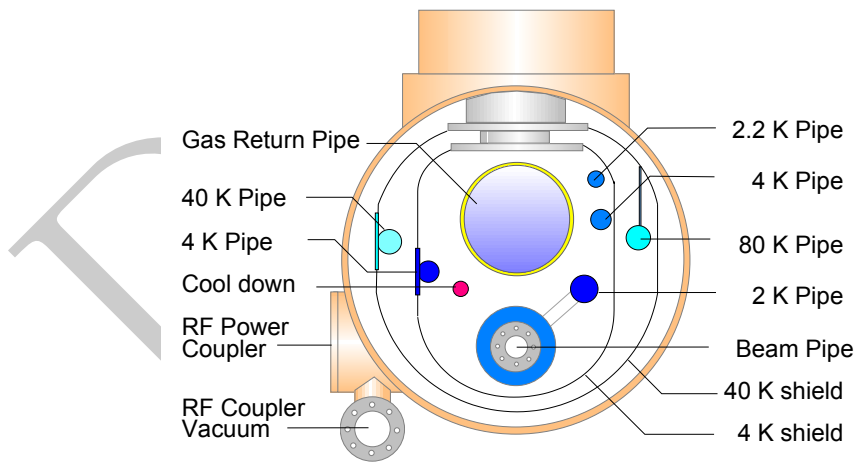 Gas Return Pipe
40 K Pipe
4 K Pipe
Cool down
RF Power
Coupler
RF Coupler
Vacuum
2.2 K Pipe
4 K Pipe
80 K Pipe
2 K Pipe
Beam Pipe
40 K shield
4 K shield